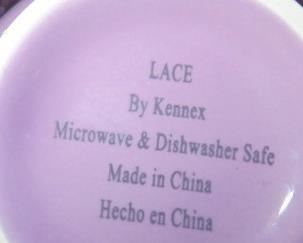 LACE
By Kennex
Microwave & Dishwasher Safe
Made in China
Hecho en China